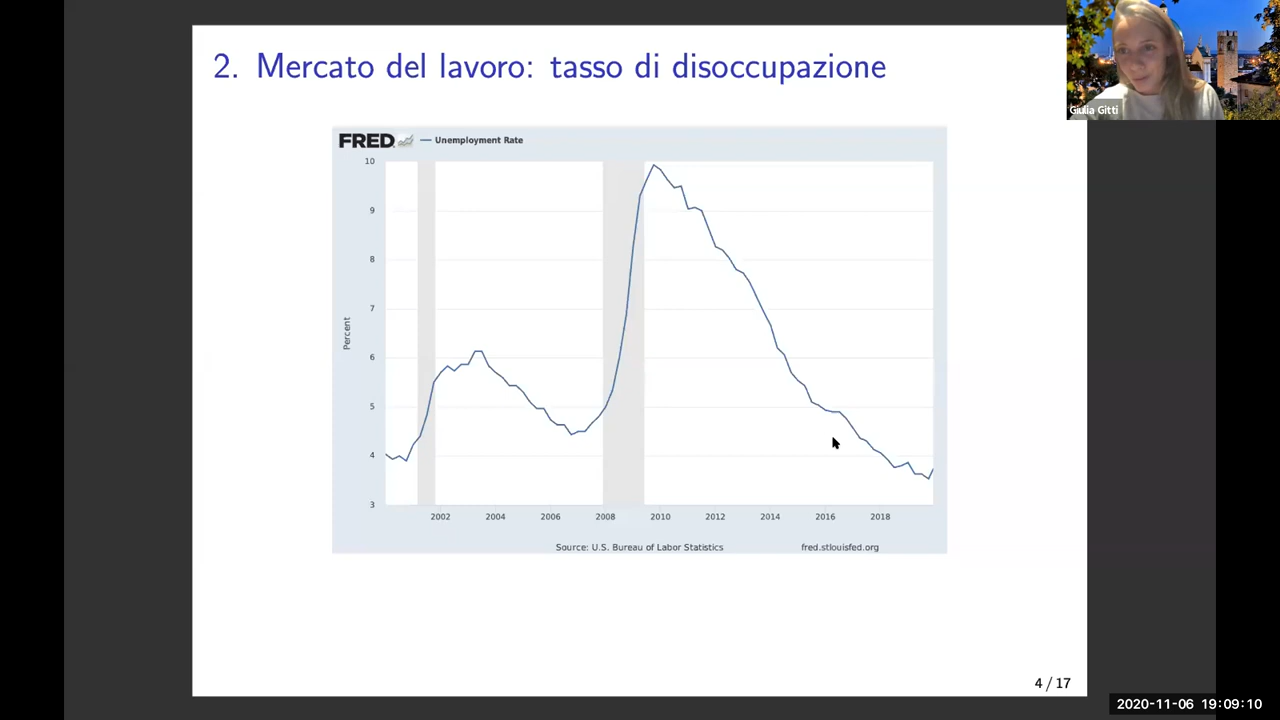 2. Mercato del lavoro: tasso di disoccupazione
Giulia Gitti
FRED Unemployment Rate
10
9
8
7
6
5
4
3
Percent
2002 2004 2006 2008 2010 2012 2014 2016 2018
Source: U.S. Bureau of Labor Statistics fred.stlouisfed.org
4 / 17
2020-11-06 19:09:10